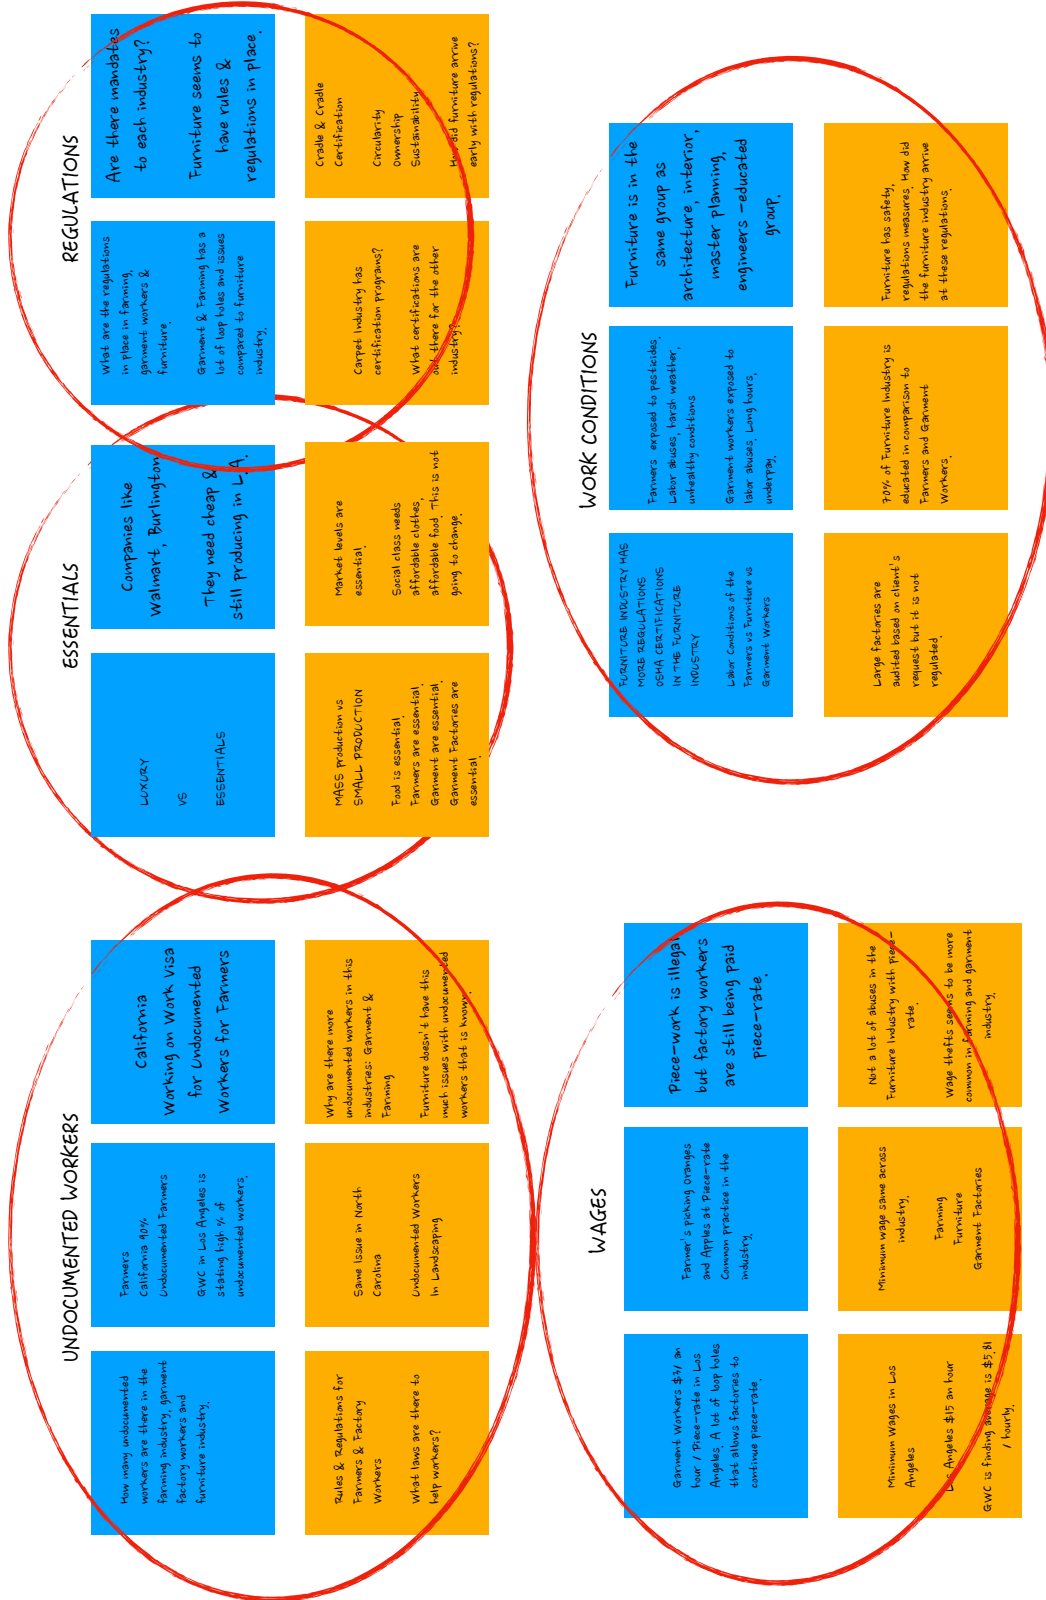 UNDOCUMENTED WORKERS
How many undocumented
workers are there in the
farming industry, garment
factory workers and
furniture industry.
Farmers
California 90%
Undocumented Farmers
GWC in Los Angeles is
stating high % of
undocumented workers.
California
Working on Work Visa
for Undocumented
Workers for Farmers
Rules & Regulations for
Farmers & Factory
Workers
What laws are there to
help workers?
Same Issue in North
Carolina
Undocumented Workers
In Landscaping
Why are there more
undocumented workers in this
industries: Garment &
Farming
Furniture doesn't have this
much issues with undocumented
workers that is known.
ESSENTIALS
LUXURY
VS
ESSENTIALS
Companies like
Walmart, Burlington
They need cheap &
still producing in L.A.
MASS Production vs
SMALL PRODUCTION
Food is essential.
Farmers are essential.
Garment are essential.
Garment Factories are
essential.
Market levels are
essential.
Social class needs
affordable clothes,
affordable food. This is not
going to change.
REGULATIONS
What are the regulations
in place in farming,
garment workers &
furniture.
Garment & Farming has a
lot of loop holes and issues
compared to furniture
industry.
Are there mandates
to each industry?
Furniture seems to
have rules &
regulations in place.
Carpet Industry has
certification programs?
What certifications are
out there for the other
industry?
Cradle & Cradle
Certification
Circularity
Ownership
Sustainability
How did furniture arrive
early with regulations?
WAGES
Garment Workers $3/ an
hour / Piece-rate in Los
Angeles. A lot of loop holes
that allows factories to
continue piece-rate.
Farmer's picking Oranges
and Apples at Piece-rate
Common practice in the
industry.
Piece-work is illegal
but factory workers
are still being paid
piece-rate.
Minimum Wages in Los
Angeles
Los Angeles $15 an hour
GWC is finding average is $5.81
/ hourly.
Minimum wage same across
industry.
Farming
Furniture
Garment Factories
Not a lot of abuses in the
Furniture Industry with piece-
rate.
Wage thefts seems to be more
common in farming and garment
industry.
WORK CONDITIONS
FURNITURE INDUSTRY HAS
MORE REGULATIONS
OSHA CERTIFICATIONS
IN THE FURNITURE
INDUSTRY
Labor Conditions of the
Farmers vs Furniture vs
Garment Workers
Farmers exposed to pesticides.
Labor abuses, harsh weather,
unhealthy conditions
Garment workers exposed to
labor abuses. Long hours,
underpay.
Furniture is in the
same group as
architecture, interior,
master planning,
engineers -educated
group.
Large factories are
audited based on client's
request but it is not
regulated.
70% of Furniture Industry is
educated in comparison to
Farmers and Garment
Workers.
Furniture has safety,
regulations measures. How did
the furniture industry arrive
at these regulations.